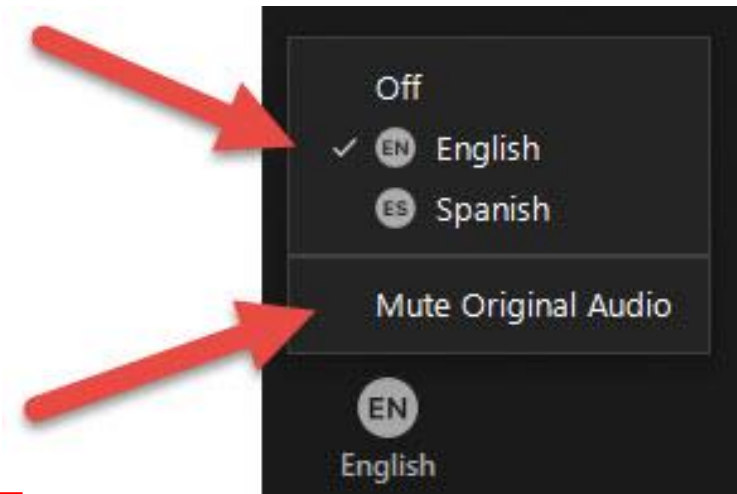 Off
EN English
ES Spanish
Mute Original Audio
EN
English